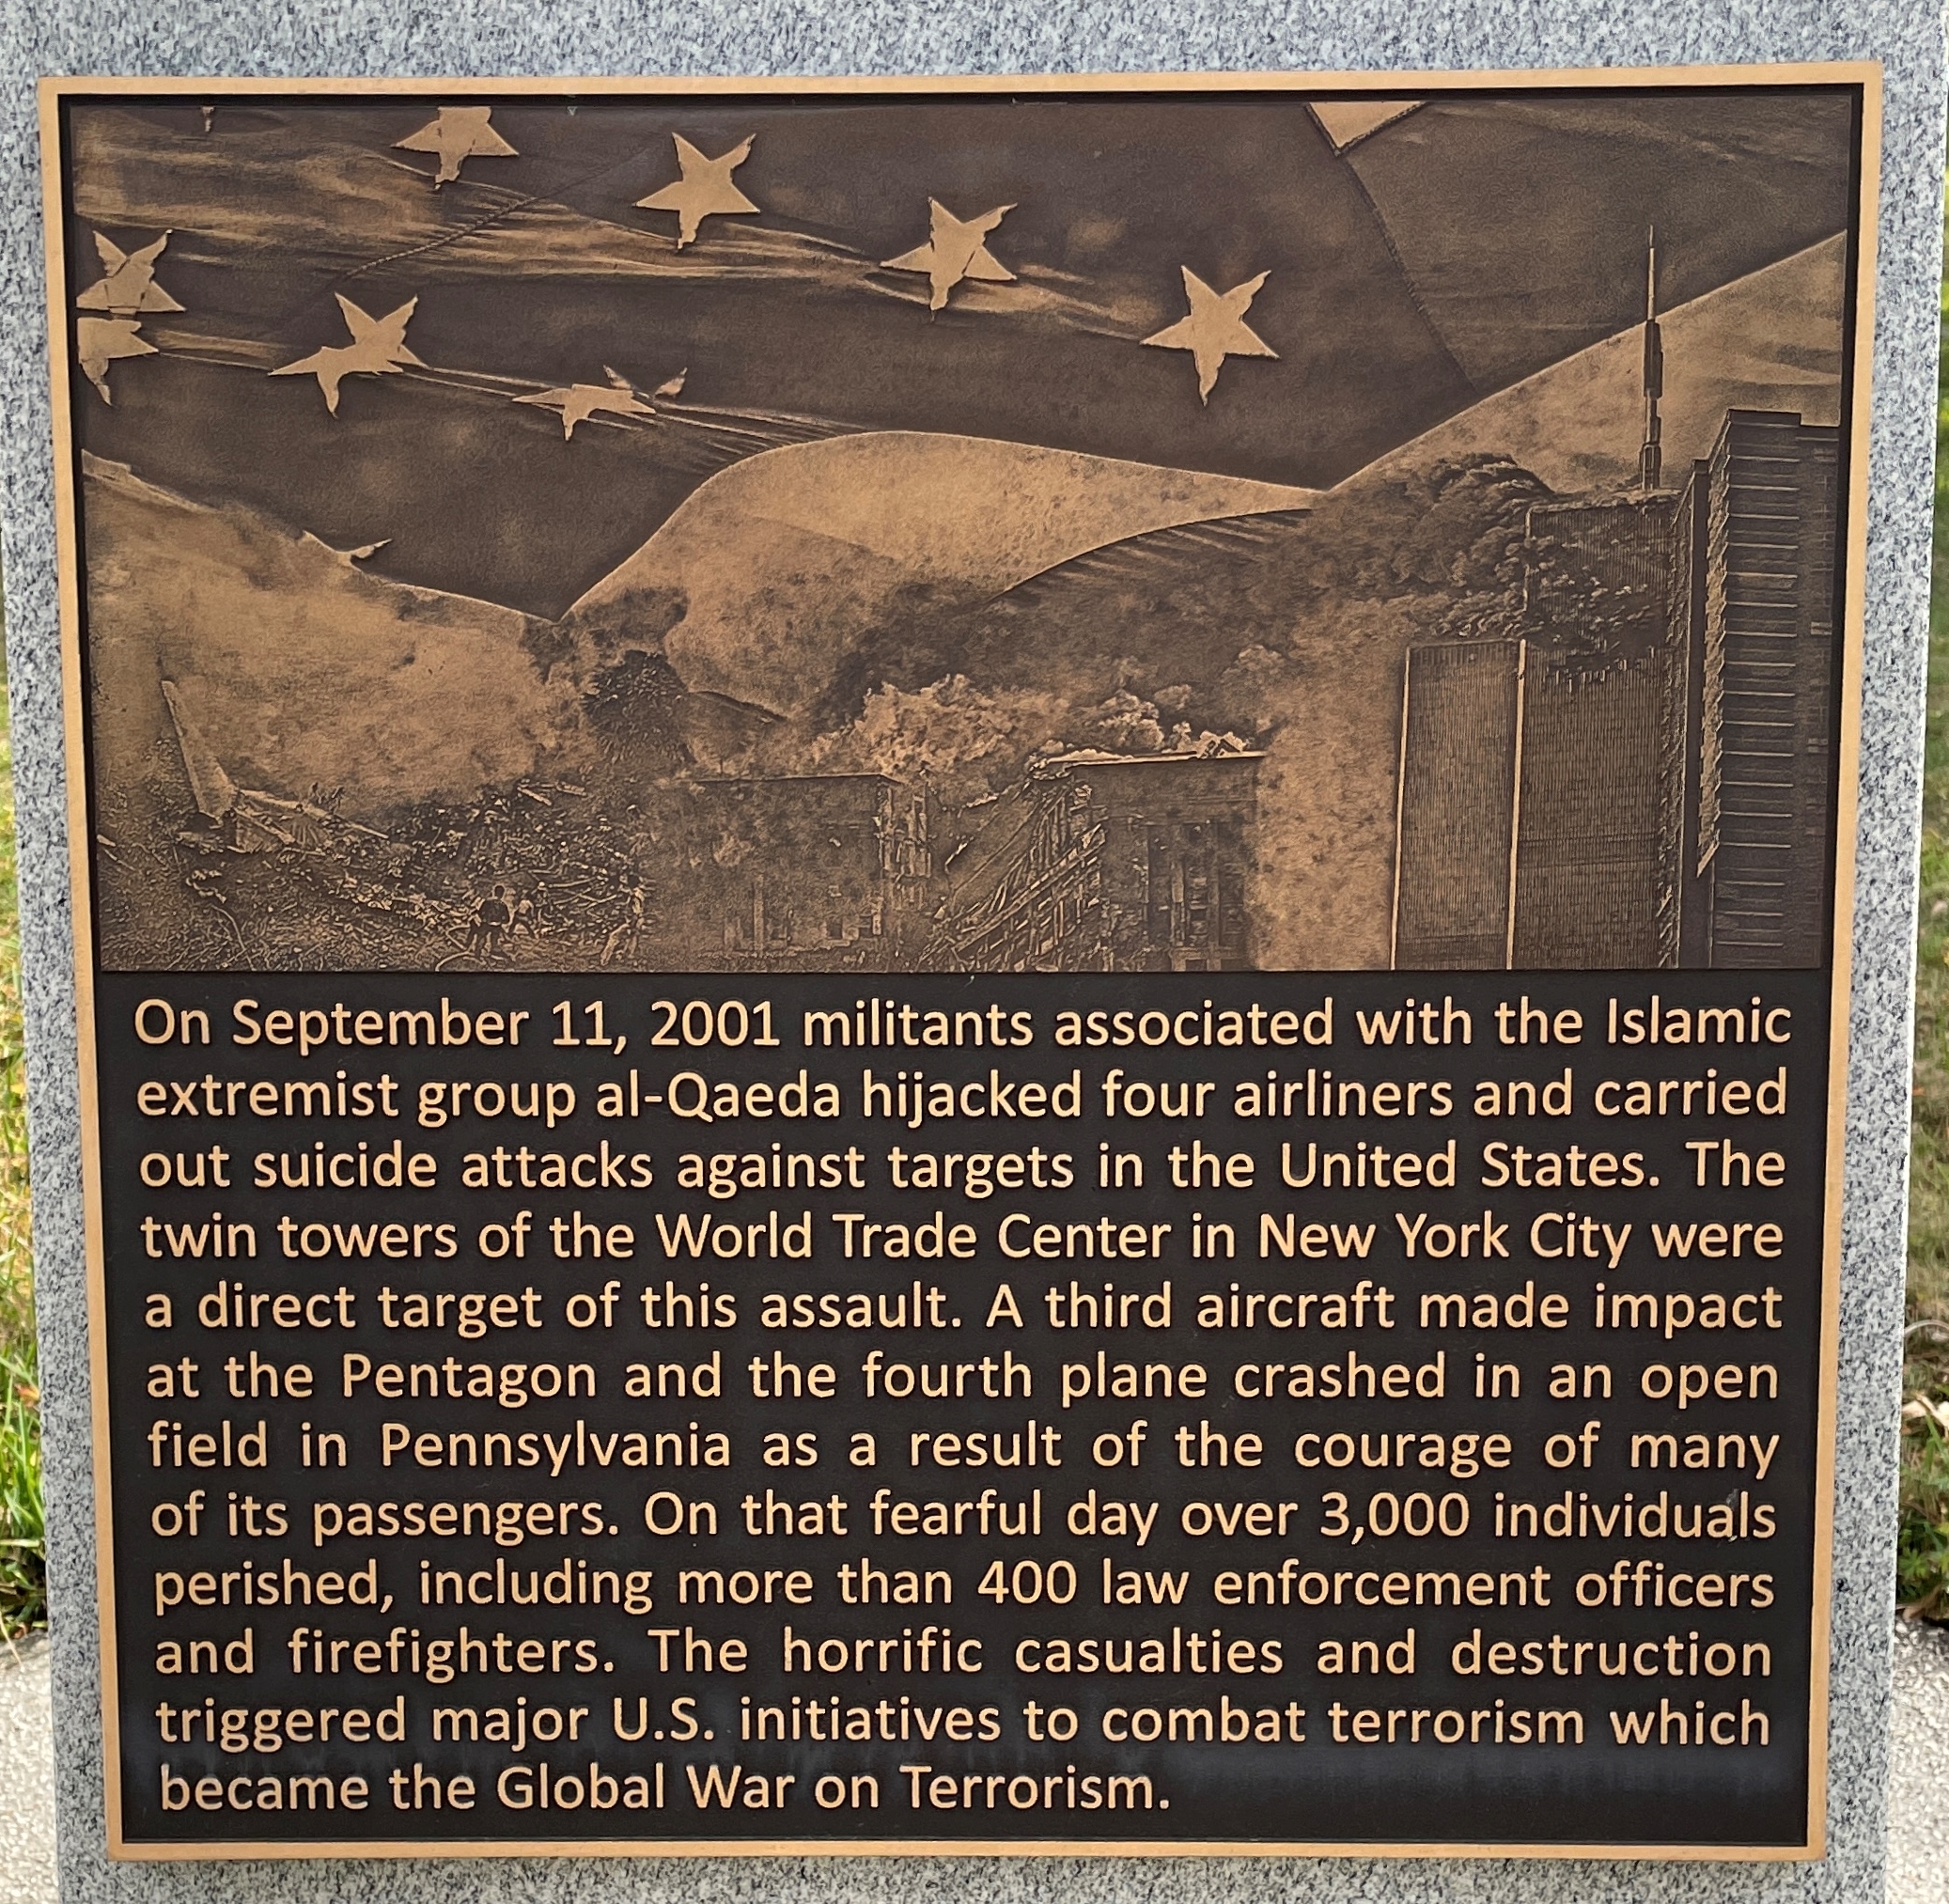 On September 11, 2001 militants associated with the Islamic
extremist group al-Qaeda hijacked four airliners and carried
out suicide attacks against targets in the United States. The
twin towers of the World Trade Center in New York City were
a direct target of this assault. A third aircraft made impact
at the Pentagon and the fourth plane crashed in an open
field in Pennsylvania as a result of the courage of many
of its passengers. On that fearful day over 3,000 individuals
perished, including more than 400 law enforcement officers
and firefighters. The horrific casualties and destruction
triggered major U.S. initiatives to combat terrorism which
became the Global War on Terrorism.